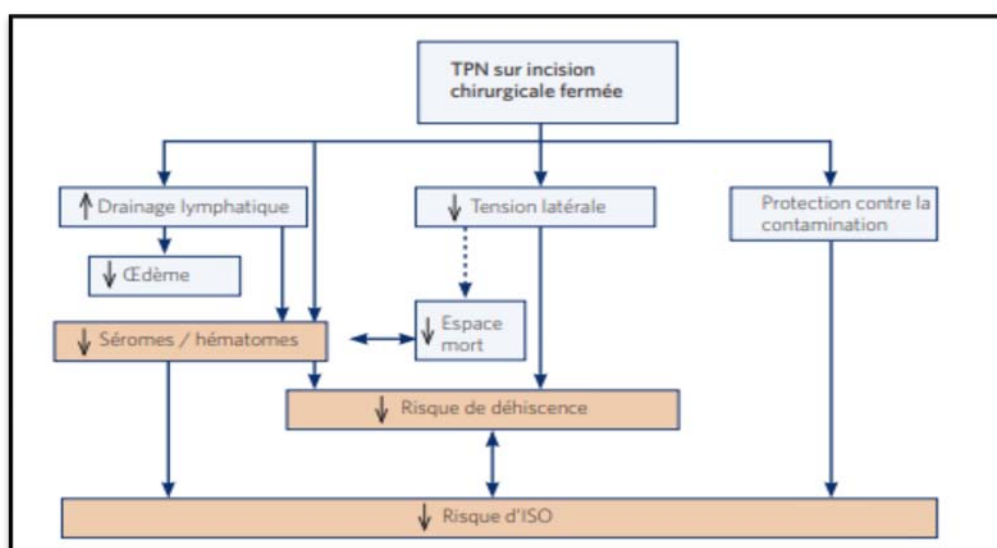 TPN sur incision
chirurgicale fermée
↑ Drainage lymphatique
↓ Tension latérale
Protection contre la
contamination
↓ Œdème
↓ Séromes / hématomes
↓ Espace
mort
↓ Risque de déhiscence
↓ Risque d'ISO